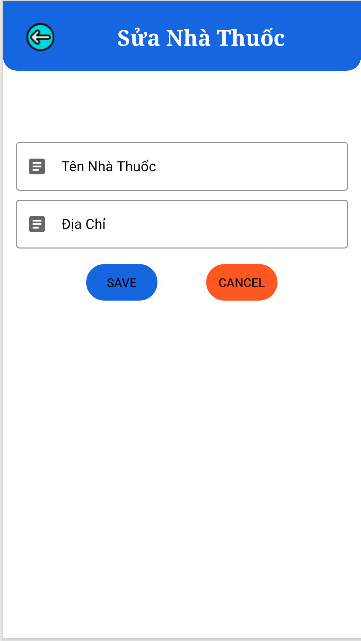 Sửa Nhà Thuốc
Tên Nhà Thuốc
Địa Chỉ
SAVE CANCEL